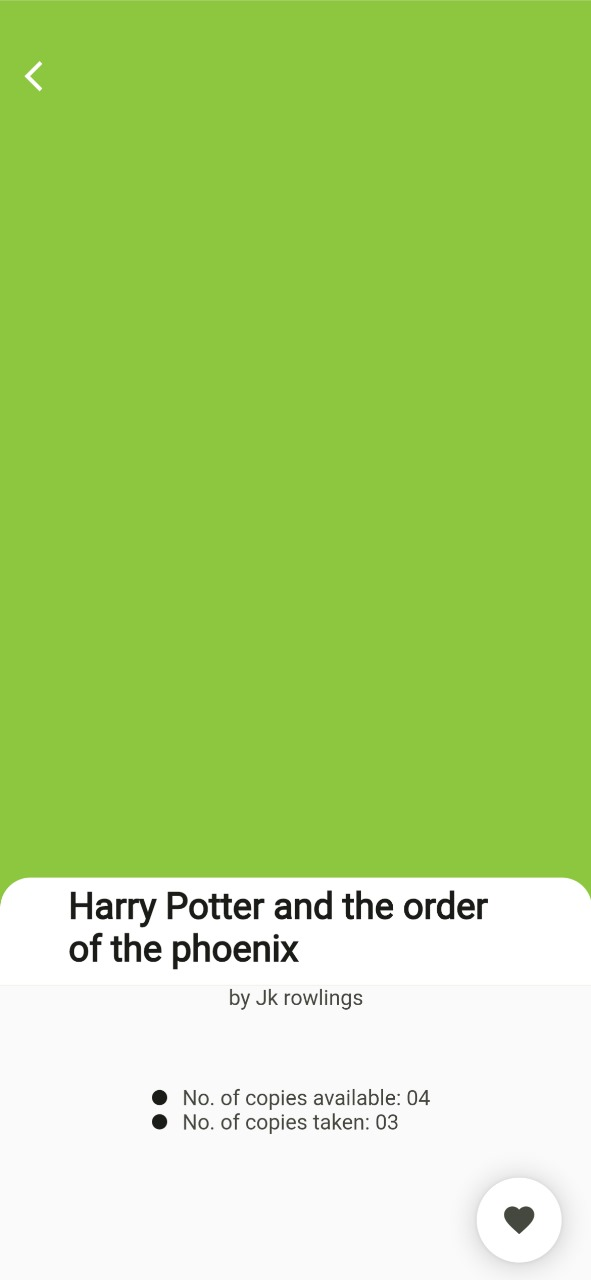 Harry Potter and the order
of the phoenix
by Jk rowlings
No. of copies available: 04
No. of copies taken: 03